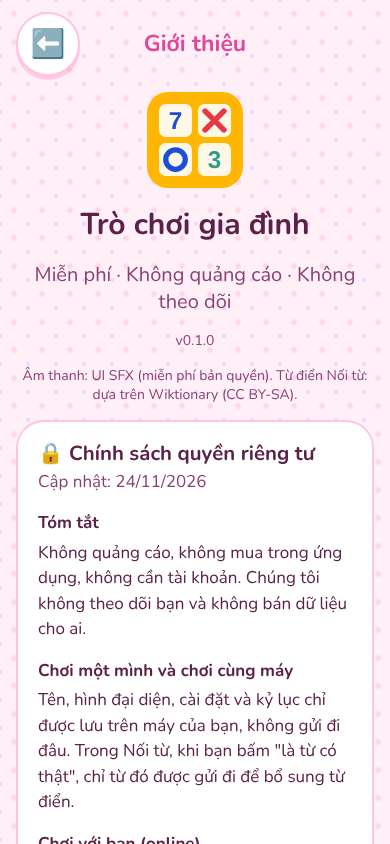 Giới thiệu
7
3
Trò chơi gia đình
Miễn phí · Không quảng cáo · Không
theo dõi
v0.1.0
Âm thanh: UI SFX (miễn phí bản quyền). Từ điển Nối từ:
dựa trên Wiktionary (CC BY-SA).
🔒 Chính sách quyền riêng tư
Cập nhật: 24/11/2026
Tóm tắt
Không quảng cáo, không mua trong ứng
dụng, không cần tài khoản. Chúng tôi
không theo dõi bạn và không bán dữ liệu
cho ai.
Chơi một mình và chơi cùng máy
Tên, hình đại diện, cài đặt và kỷ lục chỉ
được lưu trên máy của bạn, không gửi đi
đâu. Trong Nối từ, khi bạn bấm "là từ có
thật", chỉ từ đó được gửi đi để bổ sung từ
điển.
Chơi với bạn (online)